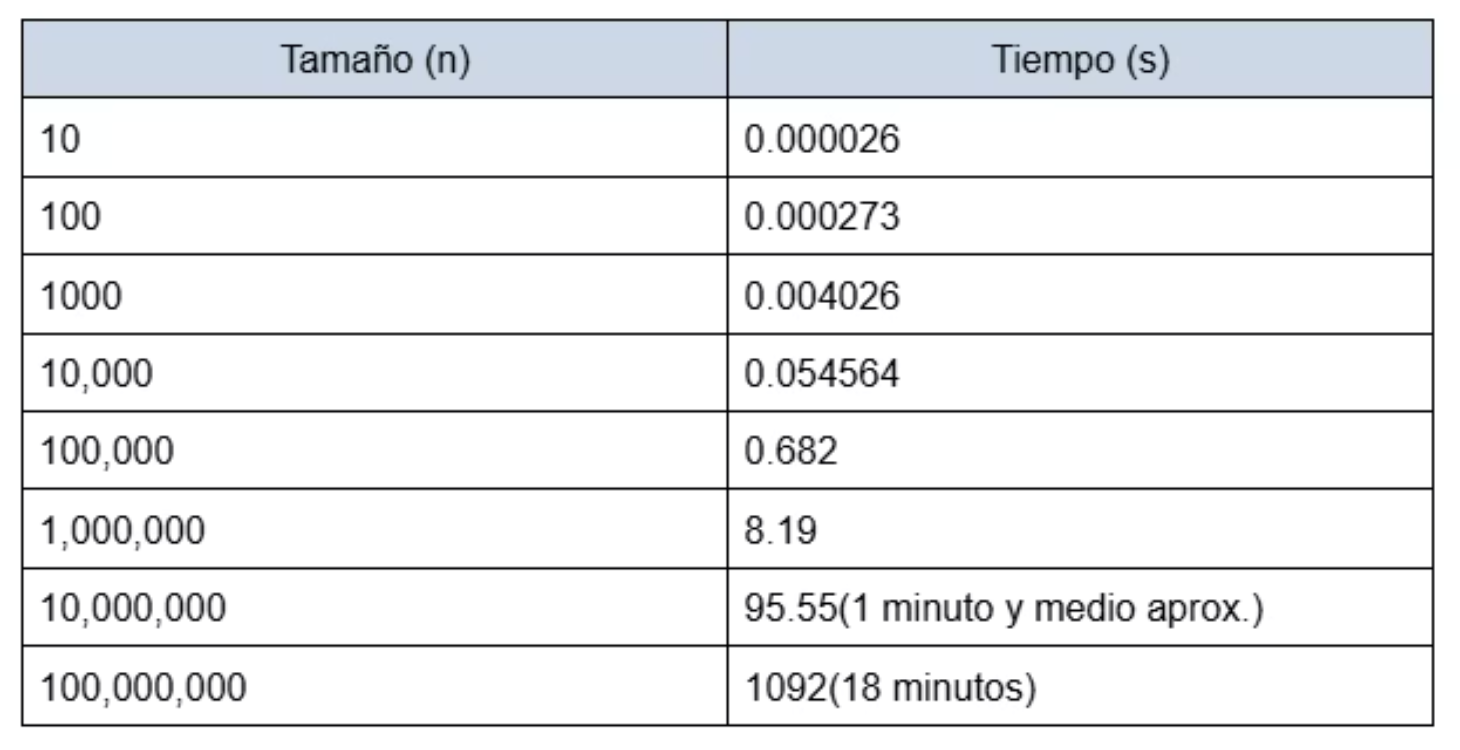 Tamaño (n) Tiempo (s)
10 0.000026
100 0.000273
1000 0.004026
10,000 0.054564
100,000 0.682
1,000,000 8.19
10,000,000 95.55(1 minuto y medio aprox.)
100,000,000 1092(18 minutos)